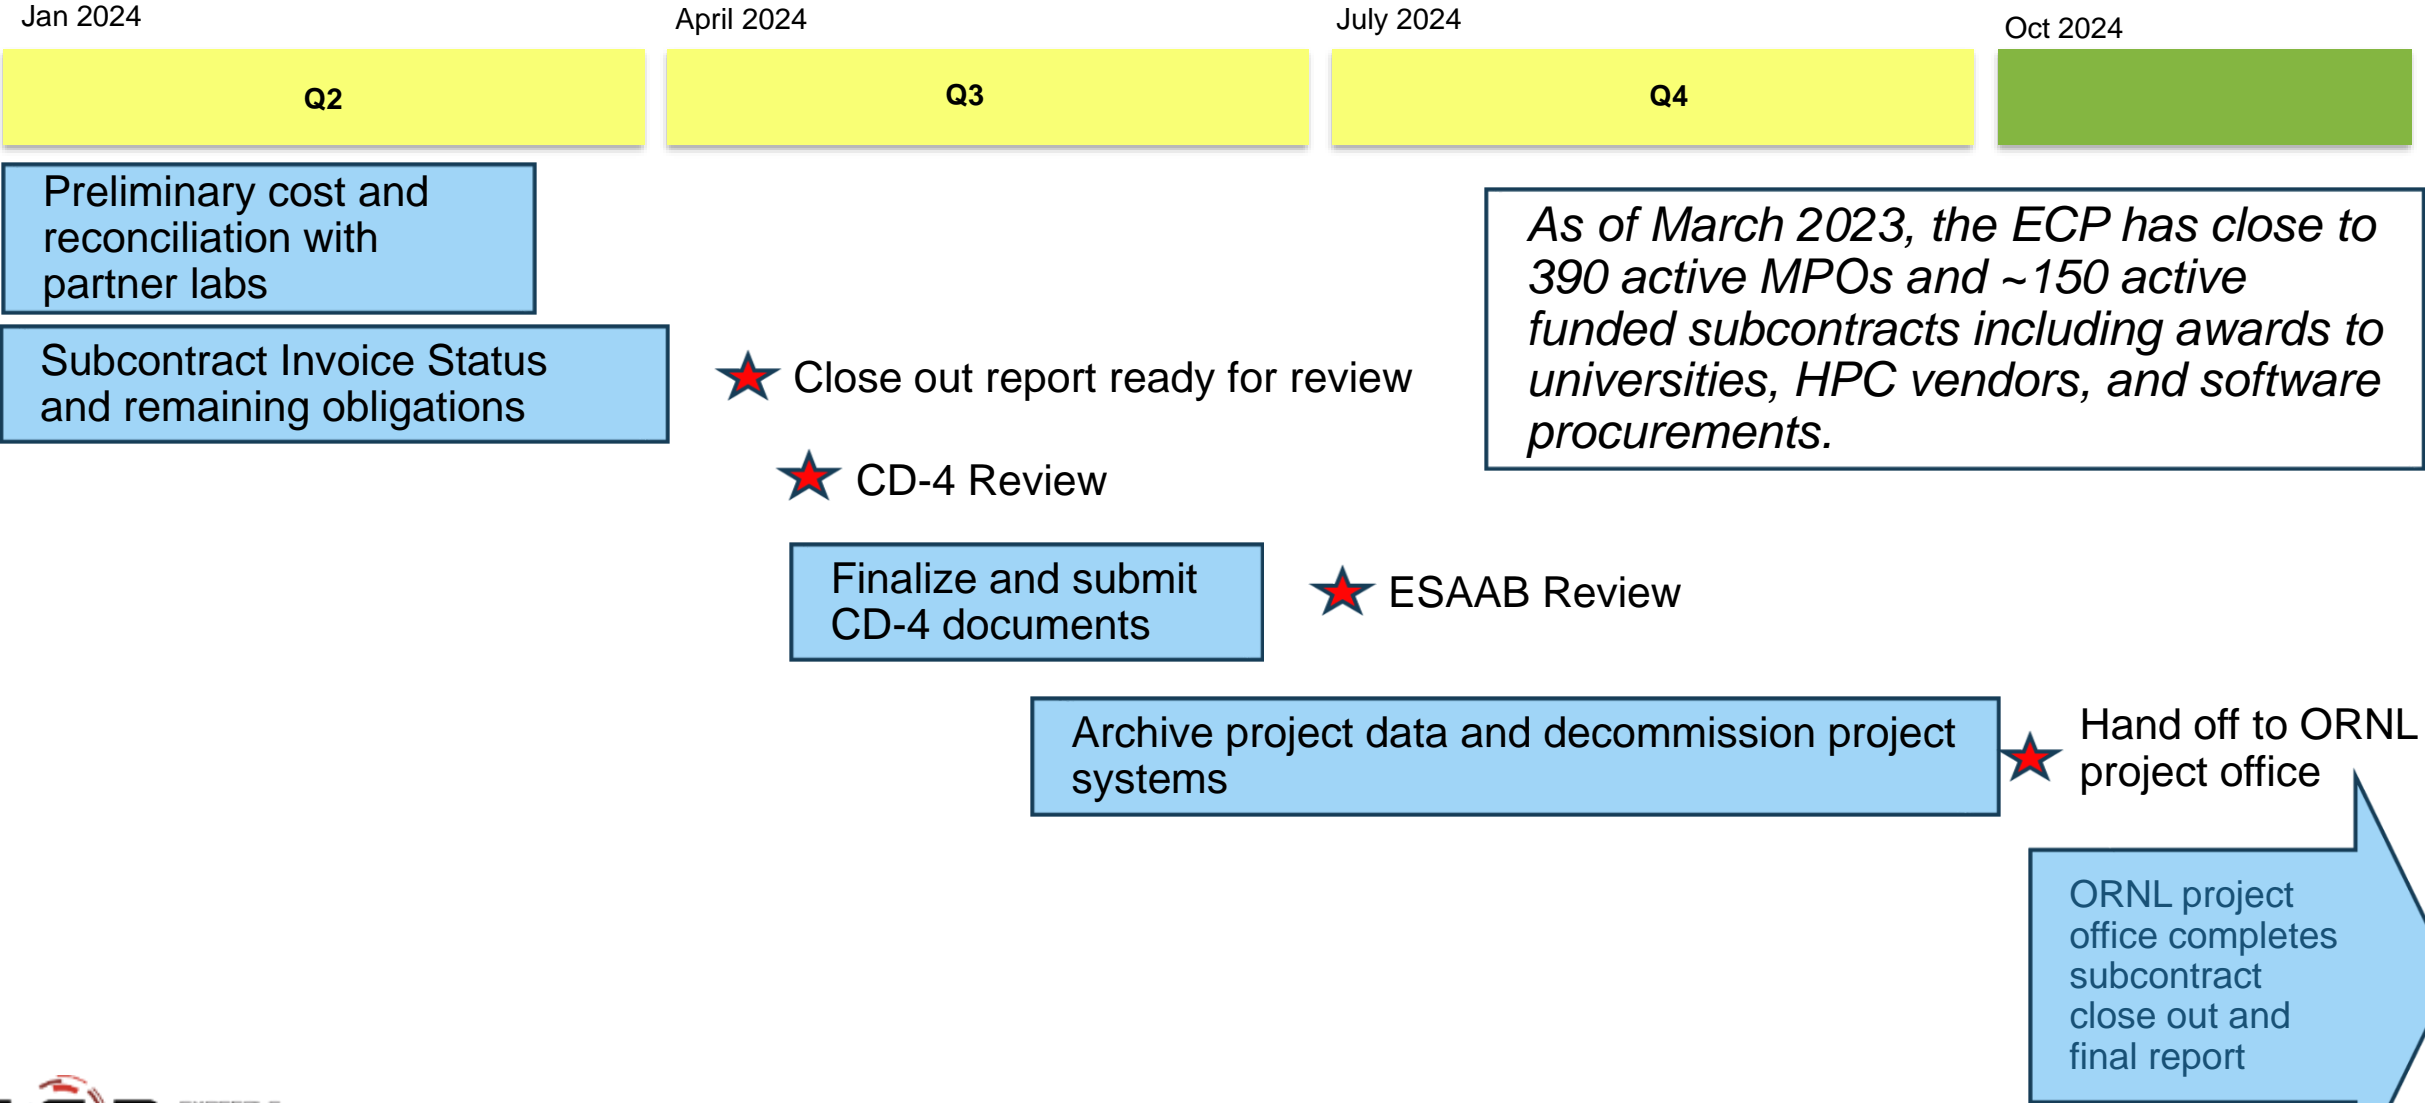 Jan 2024
April 2024
July 2024
Oct 2024
Q2
Q3
Q4
Preliminary cost and
reconciliation with
partner labs
As of March 2023, the ECP has close to
390 active MPOs and ~150 active
funded subcontracts including awards to
universities, HPC vendors, and software
procurements.
Subcontract Invoice Status
and remaining obligations
Close out report ready for review
CD-4 Review
Finalize and submit
CD-4 documents
ESAAB Review
Archive project data and decommission project
systems
Hand off to ORNL
project office
ORNL project
office completes
subcontract
close out and
final report